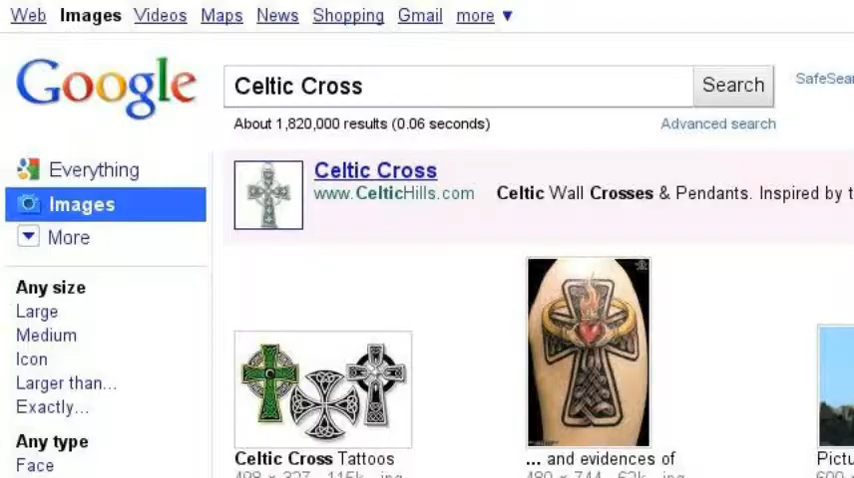 Web Images Videos Maps News Shopping Gmail more ▼
Google
Celtic Cross
Search
About 1,820,000 results (0.06 seconds)
Advanced search
Everything
Images
More
Any size
Large
Medium
Icon
Larger than...
Exactly...
Any type
Face
Celtic Cross
www.CelticHills.com Celtic Wall Crosses & Pendants. Inspired by
Celtic Cross Tattoos
... and evidences of